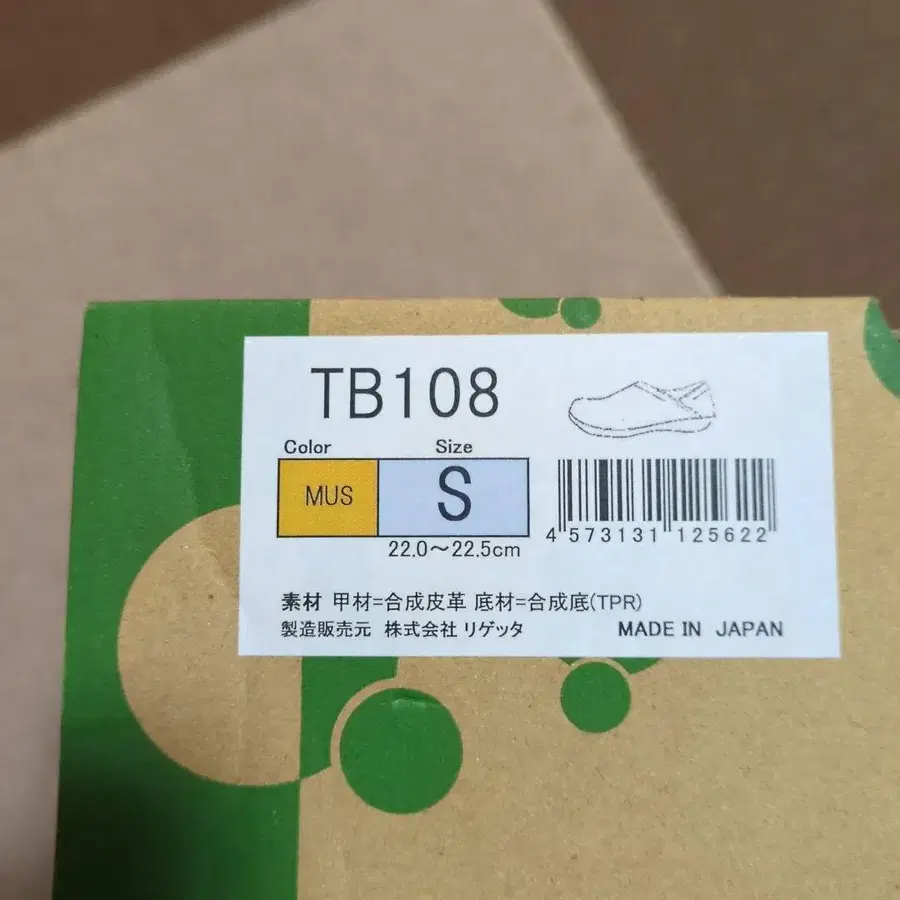 TB108
Color Size
MUS S
22.0～22.5cm
4 573131 125622
素材 甲材=合成皮革 底材=合成底(TPR)
製造販売元 株式会社 リゲッタ MADE IN JAPAN